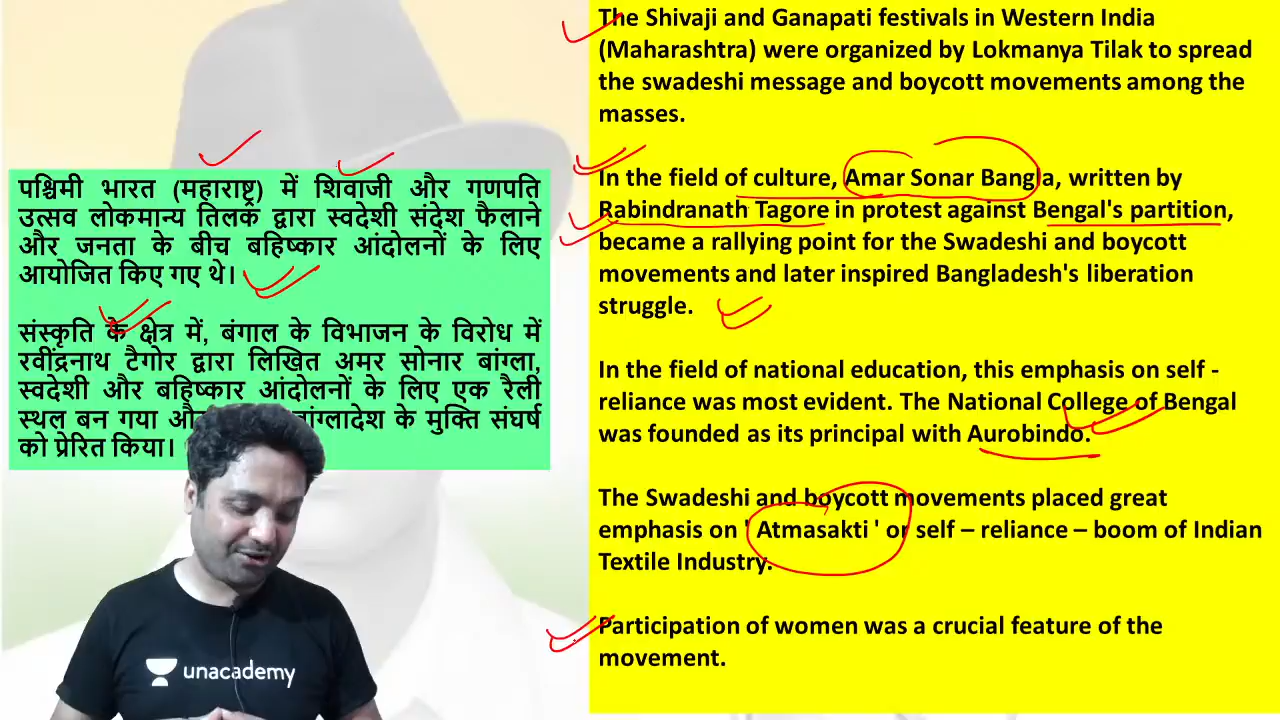 पश्चिमी भारत (महाराष्ट्र) में शिवाजी और गणपति
उत्सव लोकमान्य तिलक द्वारा स्वदेशी संदेश फैलाने
और जनता के बीच बहिष्कार आंदोलनों के लिए
आयोजित किए गए थे।
संस्कृति के क्षेत्र में, बंगाल के विभाजन के विरोध में
रवींद्रनाथ टैगोर द्वारा लिखित अमर सोनार बांग्ला,
स्वदेशी और बहिष्कार आंदोलनों के लिए एक रैली
स्थल बन गया के मुक्ति संघर्ष
को प्रेरित किया।
The Shivaji and Ganapati festivals in Western India
(Maharashtra) were organized by Lokmanya Tilak to spread
the swadeshi message and boycott movements among the
masses.
In the field of culture, Amar Sonar Bangla, written by
Rabindranath Tagore in protest against Bengal's partition,
became a rallying point for the Swadeshi and boycott
movements and later inspired Bangladesh's liberation
struggle.
In the field of national education, this emphasis on self -
reliance was most evident. The National College of Bengal
was founded as its principal with Aurobindo.
The Swadeshi and boycott movements placed great
emphasis on ' Atmasakti ' or self – reliance – boom of Indian
Textile Industry.
Participation of women was a crucial feature of the
movement.
unacademy